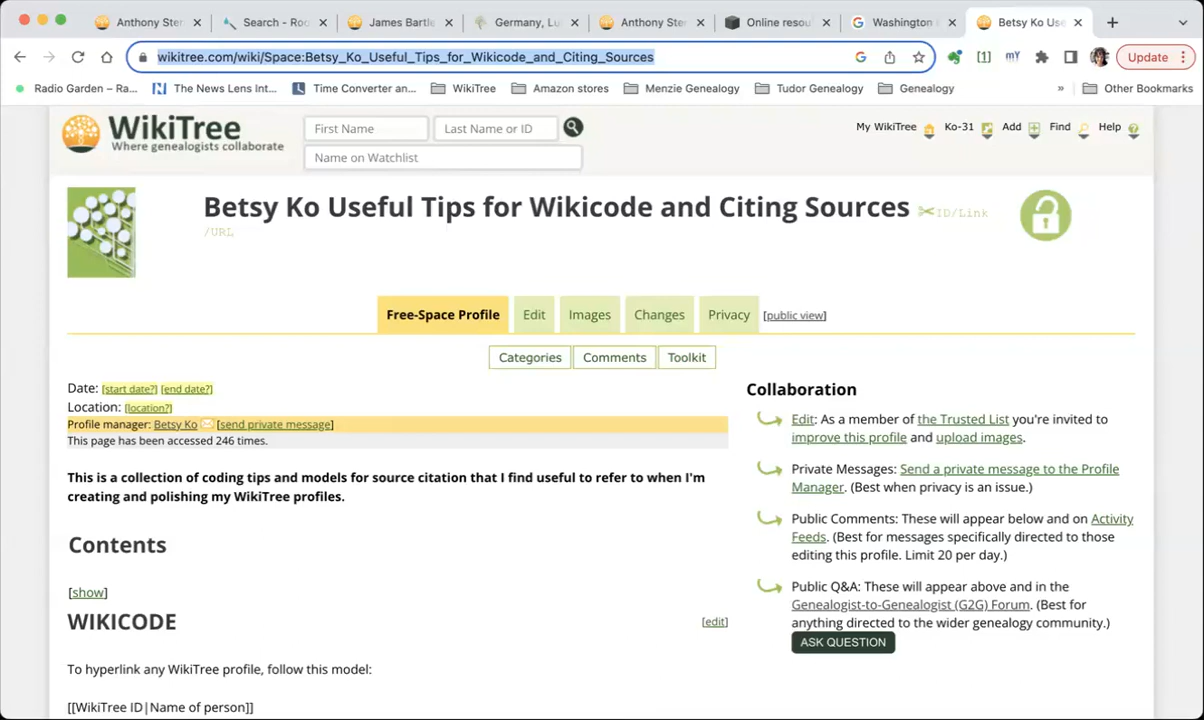 Anthony Ste
Search - Roo
James Bartle
Germany, Lu
Anthony Ste
Online resou
Washington
Betsy Ko Use
wikitree.com/wiki/Space:Betsy_Ko_Useful_Tips_for_Wikicode_and_Citing_Sources
[1]
mY
Update
Radio Garden – Ra...
The News Lens Int...
Time Converter an...
WikiTree
Amazon stores
Menzie Genealogy
Tudor Genealogy
Genealogy
»
Other Bookmarks
WikiTree
Where genealogists collaborate
First Name
Last Name or ID
Name on Watchlist
My WikiTree
Ko-31
Add
Find
Help
Betsy Ko Useful Tips for Wikicode and Citing Sources
ID/Link
/URL
Free-Space Profile
Edit
Images
Changes
Privacy
[public view]
Categories
Comments
Toolkit
Date: [start date?] [end date?]
Location: [location?]
Profile manager: Betsy Ko [send private message]
This page has been accessed 246 times.
This is a collection of coding tips and models for source citation that I find useful to refer to when I'm
creating and polishing my WikiTree profiles.
Contents
[show]
WIKICODE
[edit]
To hyperlink any WikiTree profile, follow this model:
[[WikiTree ID|Name of person]]
Collaboration
Edit: As a member of the Trusted List you're invited to
improve this profile and upload images.
Private Messages: Send a private message to the Profile
Manager. (Best when privacy is an issue.)
Public Comments: These will appear below and on Activity
Feeds. (Best for messages specifically directed to those
editing this profile. Limit 20 per day.)
Public Q&A: These will appear above and in the
Genealogist-to-Genealogist (G2G) Forum. (Best for
anything directed to the wider genealogy community.)
ASK QUESTION